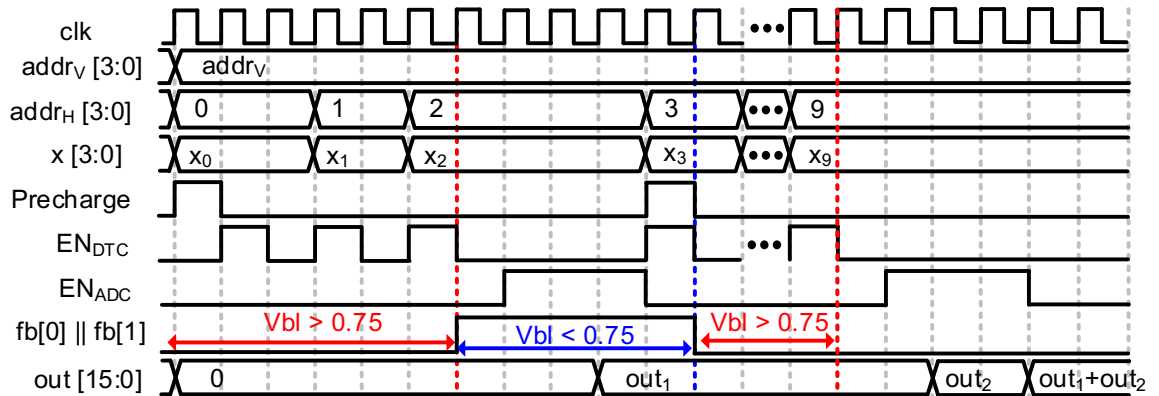 clk
addrV [3:0] addrV
addrH [3:0] 0 1 2 3 ••• 9
x [3:0] x0 x1 x2 x3 ••• x9
Precharge
ENDTC •••
ENADC
fb[0] || fb[1] Vbl > 0.75 Vbl < 0.75 Vbl > 0.75
out [15:0] 0 out1 out2 out1+out2